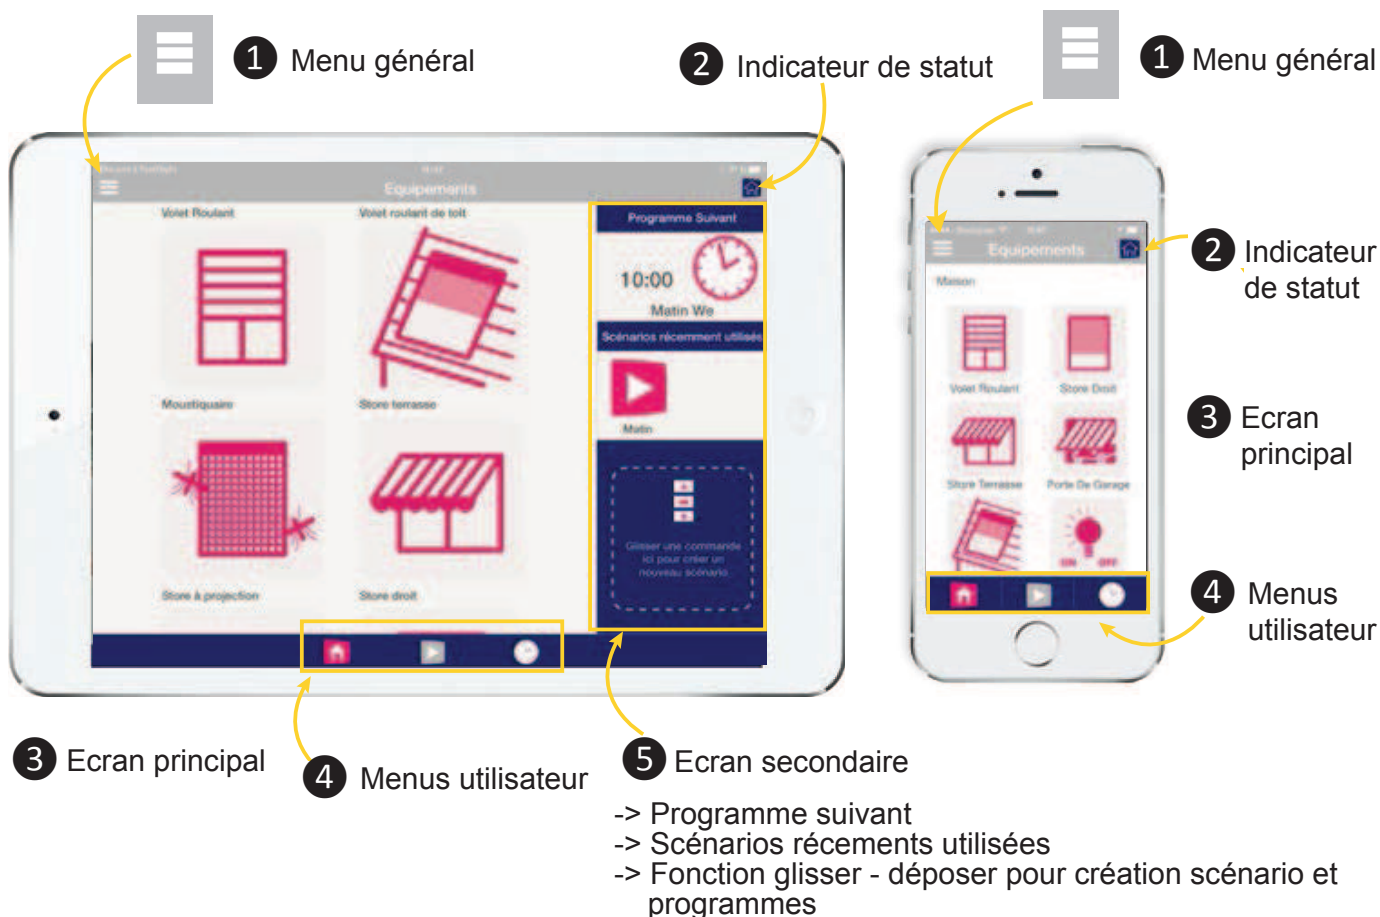 1 Menu général
2 Indicateur de statut
1 Menu général
Equipements
Volet Roulant
Volet roulant de toit
Moustiquaire
Store terrasse
Store à projection
Store droit
Programme Suivant
10:00
Matin We
Scénarios récemment utilisés
Matin
Glisser une commande
ici pour créer un
nouveau scénario
Equipements
Maison
Volet Roulant
Store Droit
Store Terrasse
Porte De Garage
ON
OFF
2 Indicateur
de statut
3 Ecran
principal
4 Menus
utilisateur
3 Ecran principal
4 Menus utilisateur
5 Ecran secondaire
-> Programme suivant
-> Scénarios récements utilisées
-> Fonction glisser - déposer pour création scénario et
programmes